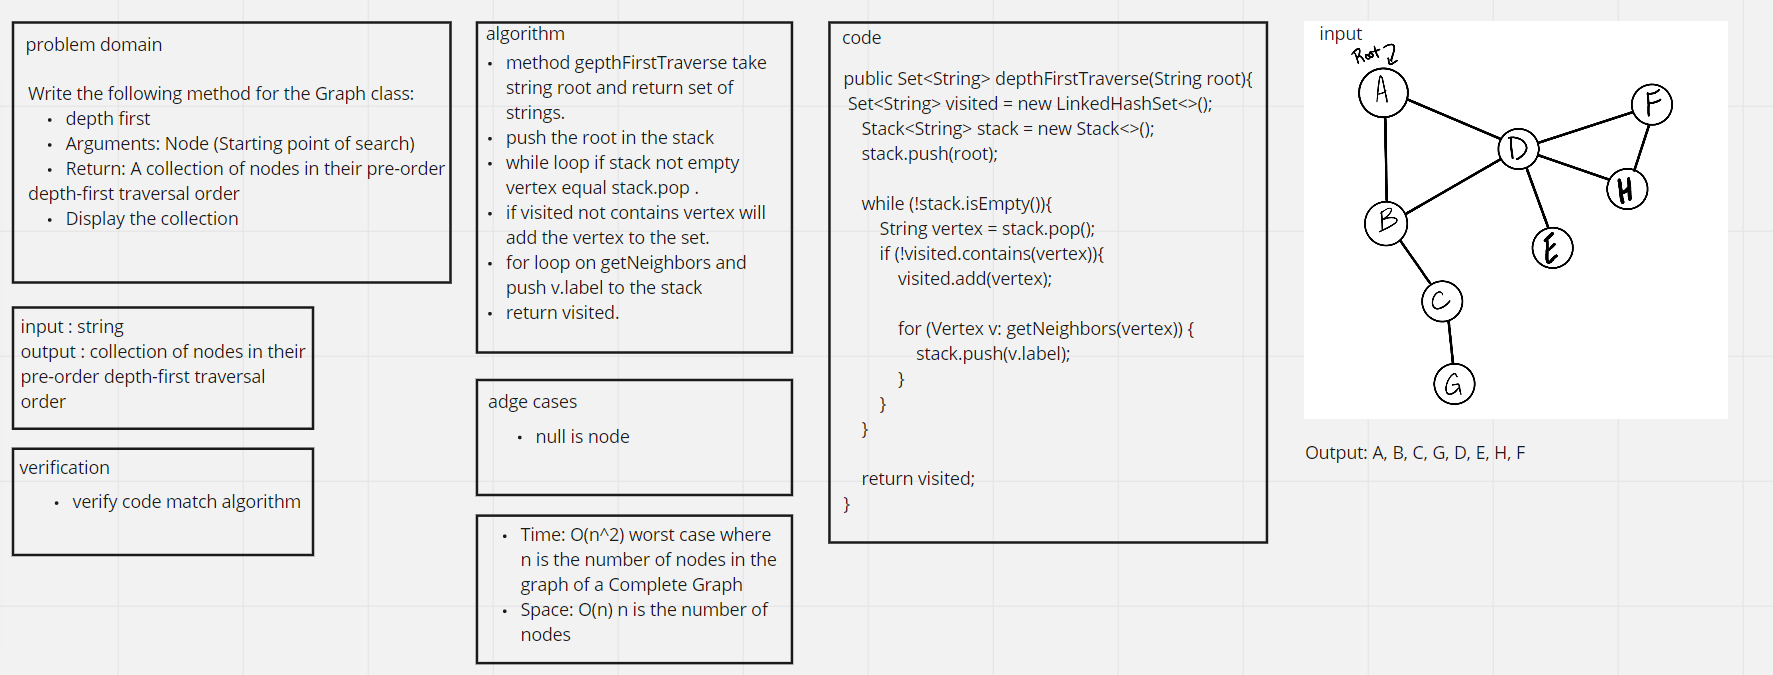 problem domain
Write the following method for the Graph class:
• depth first
• Arguments: Node (Starting point of search)
• Return: A collection of nodes in their pre-order
depth-first traversal order
• Display the collection
input : string
output : collection of nodes in their
pre-order depth-first traversal
order
verification
• verify code match algorithm
algorithm
• method gepthFirstTraverse take
string root and return set of
strings.
• push the root in the stack
• while loop if stack not empty
vertex equal stack.pop .
• if visited not contains vertex will
add the vertex to the set.
• for loop on getNeighbors and
push v.label to the stack
• return visited.
adge cases
• null is node
• Time: O(n^2) worst case where
n is the number of nodes in the
graph of a Complete Graph
• Space: O(n) n is the number of
nodes
code
public Set<String> depthFirstTraverse(String root){
Set<String> visited = new LinkedHashSet<>();
Stack<String> stack = new Stack<>();
stack.push(root);
while (!stack.isEmpty()){
String vertex = stack.pop();
if (!visited.contains(vertex)){
visited.add(vertex);
for (Vertex v: getNeighbors(vertex)) {
stack.push(v.label);
}
}
}
return visited;
}
input
Root
A
F
D
H
B
E
C
G
Output: A, B, C, G, D, E, H, F